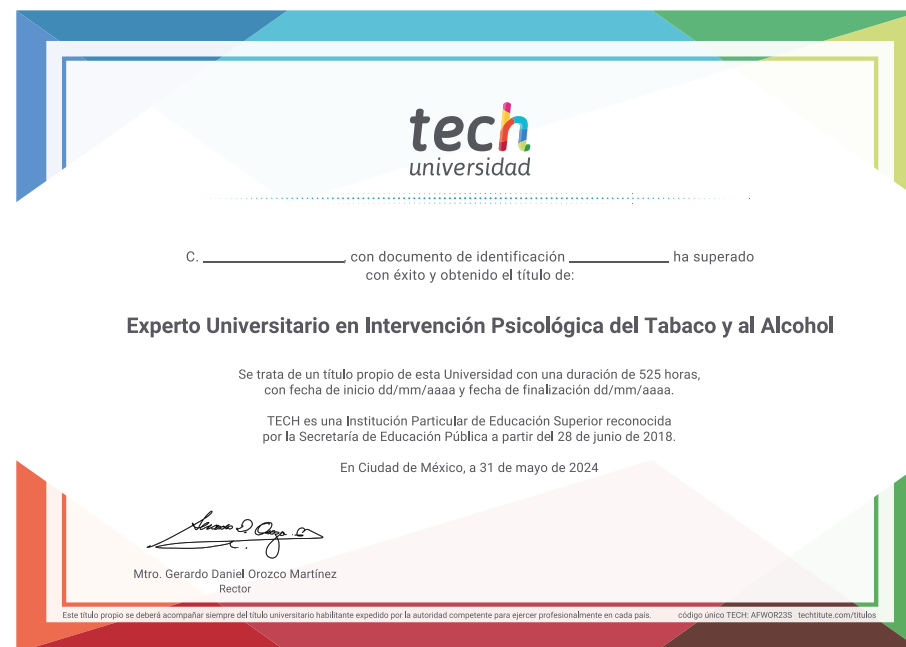 tech
universidad
C. ____________________, con documento de identificación ______________ ha superado
con éxito y obtenido el título de:
Experto Universitario en Intervención Psicológica del Tabaco y al Alcohol
Se trata de un título propio de esta Universidad con una duración de 525 horas,
con fecha de inicio dd/mm/aaaa y fecha de finalización dd/mm/aaaa.
TECH es una Institución Particular de Educación Superior reconocida
por la Secretaría de Educación Pública a partir del 28 de junio de 2018.
En Ciudad de México, a 31 de mayo de 2024
Mtro. Gerardo Daniel Orozco Martínez
Rector
Este título propio se deberá acompañar siempre del título universitario habilitante expedido por la autoridad competente para ejercer profesionalmente en cada país. código único TECH: AFWOR23S techtitute.com/titulos